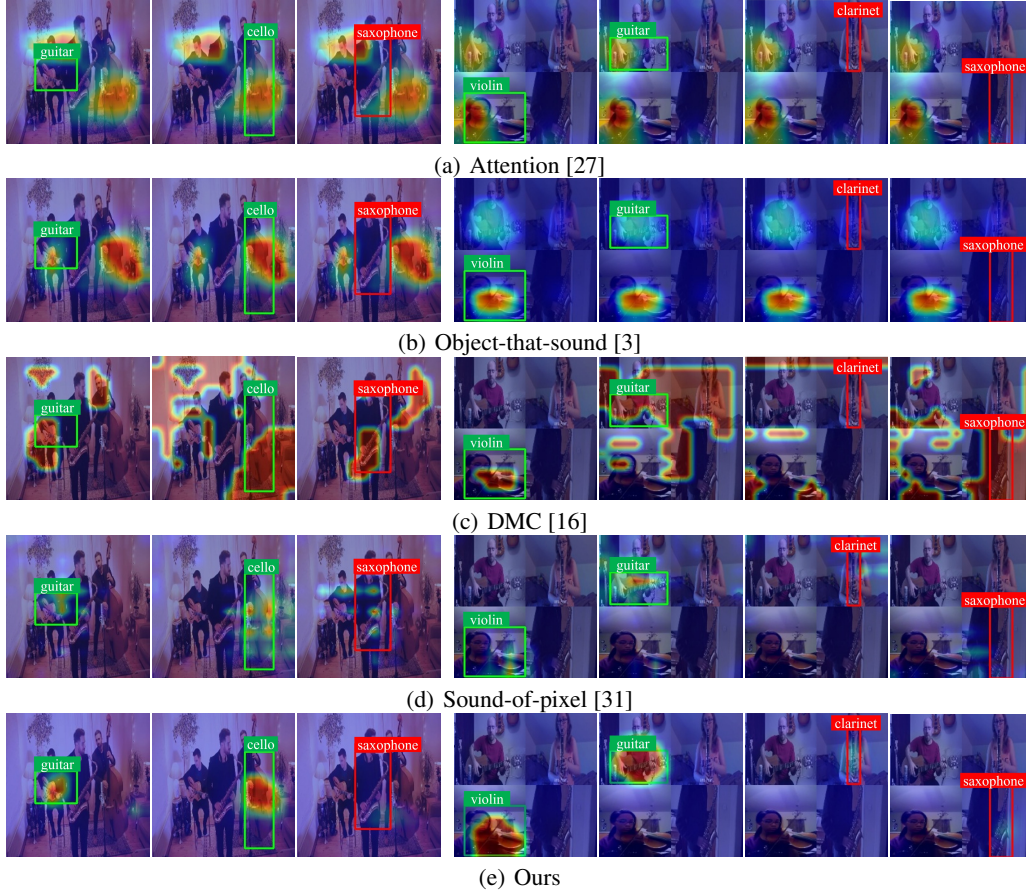 guitar cello saxophone guitar clarinet saxophone violin
(a) Attention [27]
guitar cello saxophone guitar clarinet saxophone violin
(b) Object-that-sound [3]
guitar cello saxophone guitar clarinet saxophone violin
(c) DMC [16]
guitar cello saxophone guitar clarinet saxophone violin
(d) Sound-of-pixel [31]
guitar cello saxophone guitar clarinet saxophone violin
(e) Ours